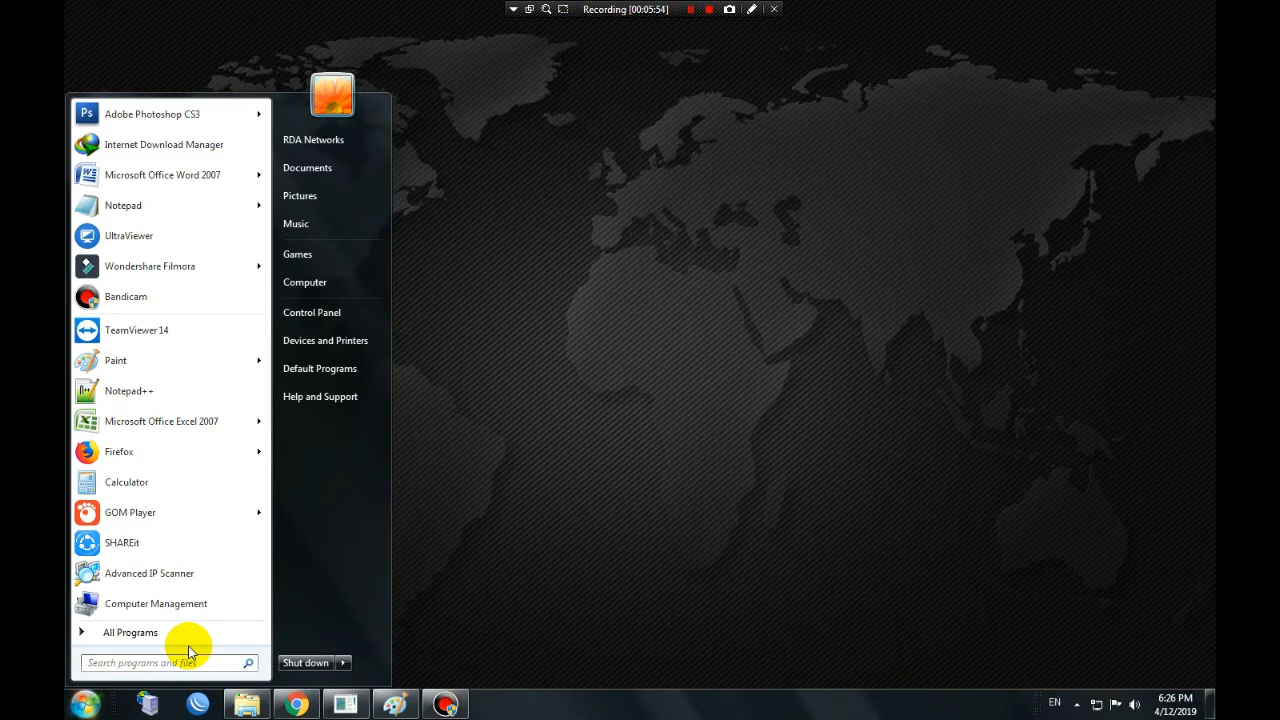 Recording [00:05:54]
Ps
Adobe Photoshop CS3
Internet Download Manager
Microsoft Office Word 2007
Notepad
UltraViewer
Wondershare Filmora
Bandicam
TeamViewer 14
Paint
Notepad++
Microsoft Office Excel 2007
Firefox
Calculator
GOM Player
SHAREit
Advanced IP Scanner
Computer Management
All Programs
Search programs and files
RDA Networks
Documents
Pictures
Music
Games
Computer
Control Panel
Devices and Printers
Default Programs
Help and Support
Shut down
EN
6:26 PM
4/12/2019